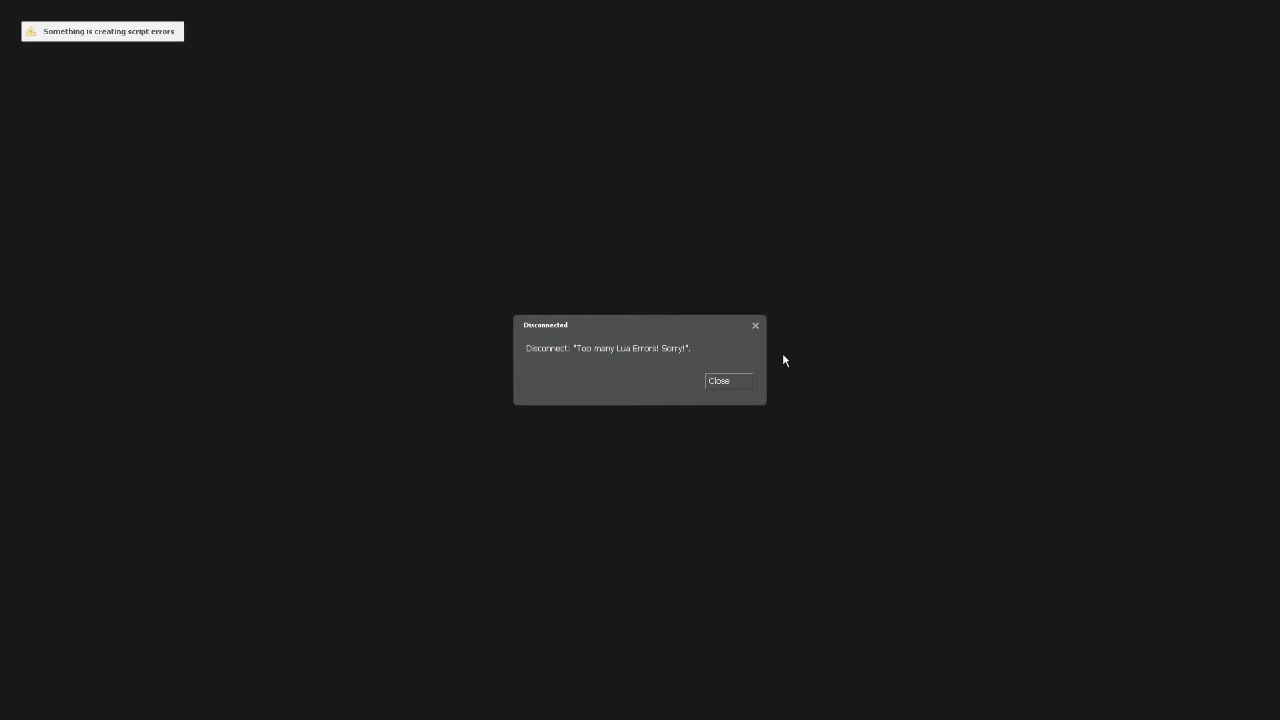 Something is creating script errors
Disconnected
Disconnect: "Too many Lua Errors! Sorry!".
Close